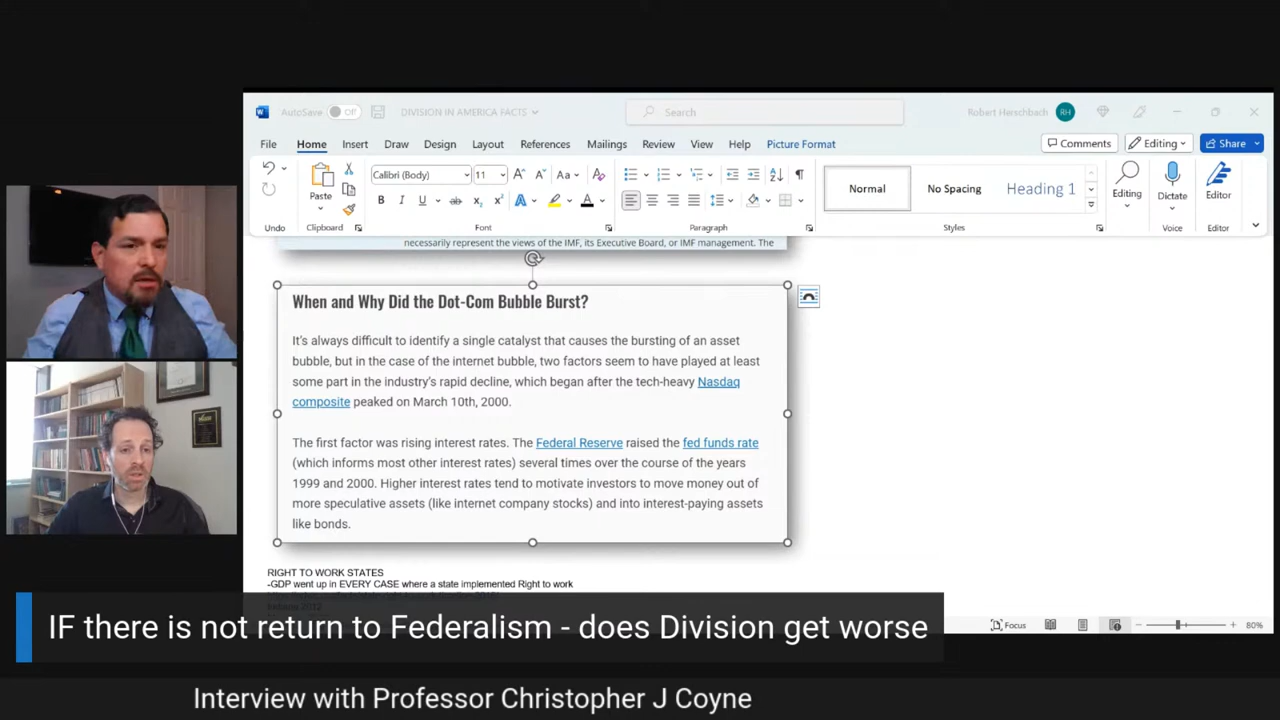 AutoSave Off DIVISION IN AMERICA FACTS Search Robert Herschbach RH
File Home Insert Draw Design Layout References Mailings Review View Help Picture Format Comments Editing Share
Calibri (Body) 11 Aa
Paste
B I U ab x₂ x² A A
Normal No Spacing Heading 1
Editing Dictate Editor
Undo Clipboard Font Paragraph Styles Voice Editor
necessarily represent the views of the IMF, its Executive Board, or IMF management. The
When and Why Did the Dot-Com Bubble Burst?
It's always difficult to identify a single catalyst that causes the bursting of an asset
bubble, but in the case of the internet bubble, two factors seem to have played at least
some part in the industry's rapid decline, which began after the tech-heavy Nasdaq
composite peaked on March 10th, 2000.
The first factor was rising interest rates. The Federal Reserve raised the fed funds rate
(which informs most other interest rates) several times over the course of the years
1999 and 2000. Higher interest rates tend to motivate investors to move money out of
more speculative assets (like internet company stocks) and into interest-paying assets
like bonds.
RIGHT TO WORK STATES
-GDP went up in EVERY CASE where a state implemented Right to work
Indiana 2012
IF there is not return to Federalism - does Division get worse
Focus 80%
Interview with Professor Christopher J Coyne